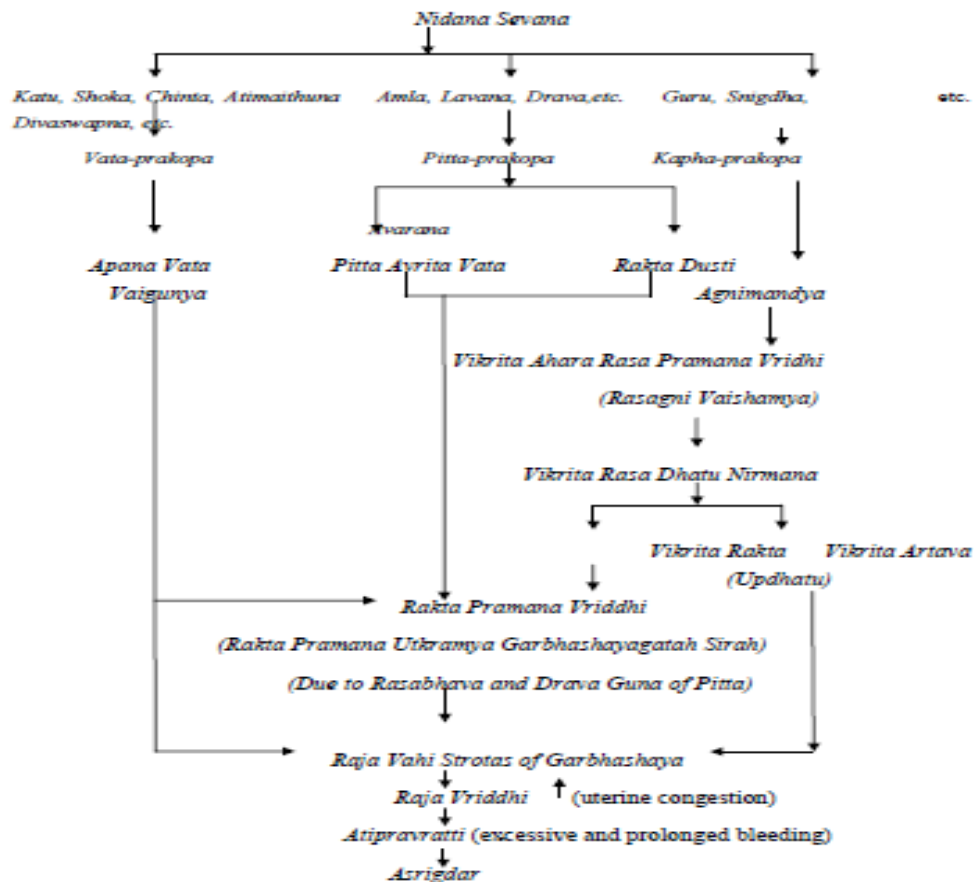 Nidana Sevana
Katu, Shoka, Chinta, Atimaithuna Amla, Lavana, Drava,etc. Guru, Snigdha, etc.
Divaswapna, etc.
Vata-prakopa Pitta-prakopa Kapha-prakopa
Avarana
Apana Vata Pitta Avrita Vata Rakta Dusti
Vaigunya Agnimandya
Vikrita Ahara Rasa Pramana Vridhi
(Rasagni Vaishamya)
Vikrita Rasa Dhatu Nirmana
Vikrita Rakta Vikrita Artava
(Updhatu)
Rakta Pramana Vriddhi
(Rakta Pramana Utkramya Garbhashayagatah Sirah)
(Due to Rasabhava and Drava Guna of Pitta)
Raja Vahi Strotas of Garbhashaya
Raja Vriddhi (uterine congestion)
Atipravratti (excessive and prolonged bleeding)
Asrigdar